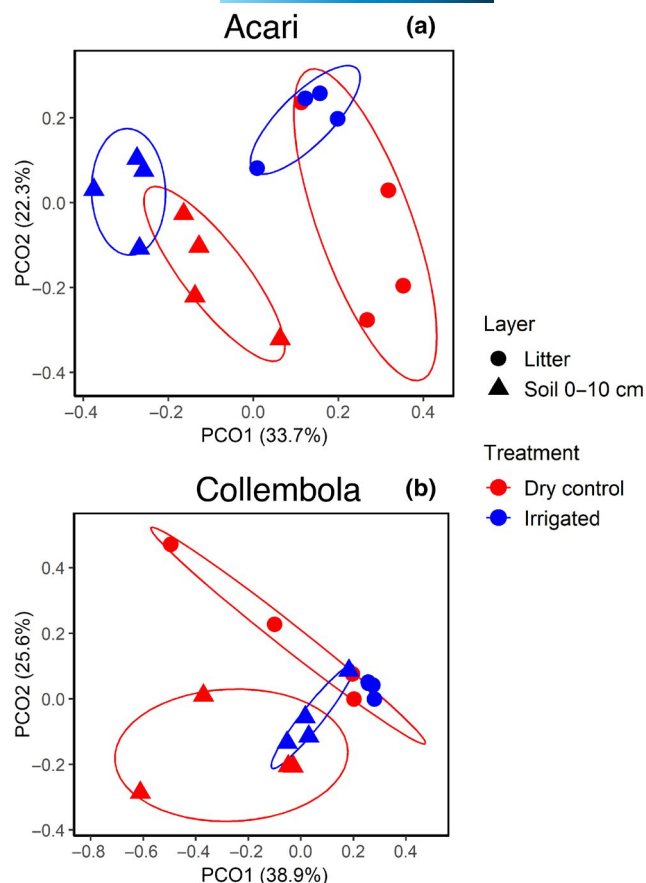 Acari (a)
0.2
0.0
−0.2
−0.4
PCO2 (22.3%)
−0.4 −0.2 0.0 0.2 0.4
PCO1 (33.7%)
Layer
Litter
Soil 0–10 cm
Treatment
Dry control
Irrigated
Collembola (b)
0.4
0.2
0.0
−0.2
−0.4
PCO2 (25.6%)
−0.8 −0.6 −0.4 −0.2 0.0 0.2 0.4
PCO1 (38.9%)